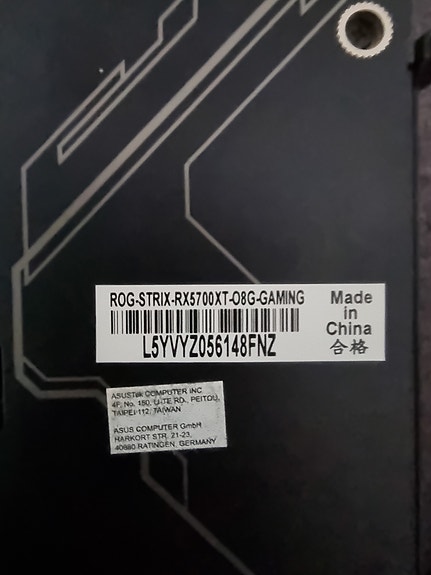 ROG-STRIX-RX5700XT-O8G-GAMING
L5YVYZ056148FNZ
Made
in
China
合格
ASUSTek COMPUTER INC
4F, No. 150, LI-TE RD., PEITOU,
TAIPEI 112, TAIWAN
ASUS COMPUTER GmbH
HARKORT STR. 21-23,
40880 RATINGEN, GERMANY